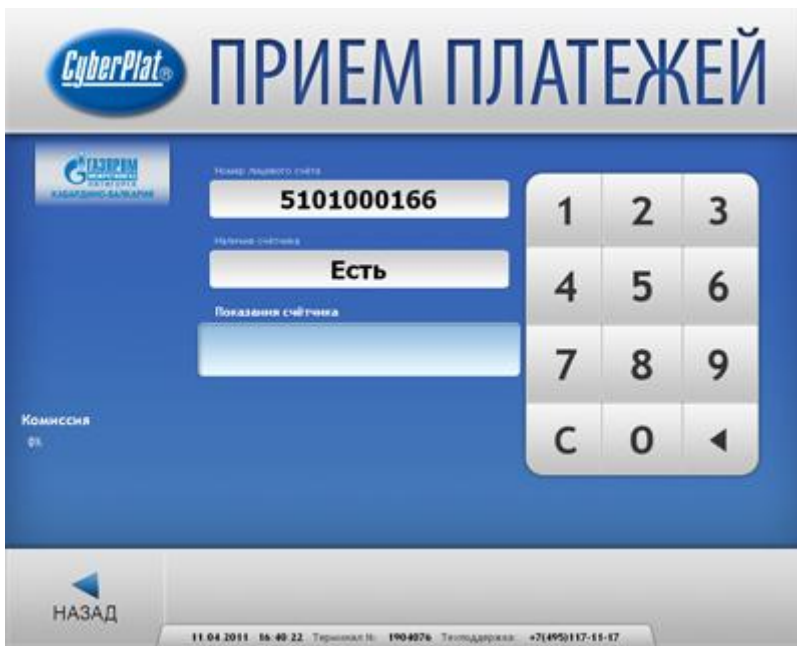 CyberPlat®
ПРИЕМ ПЛАТЕЖЕЙ
ГАЗПРОМ
МЕЖРЕГИОНГАЗ
ПЯТИГОРСК
КАБАРДИНО-БАЛКАРИЯ
Номер лицевого счёта
5101000166
Наличие счётчика
Есть
Показания счётчика
1 2 3
4 5 6
7 8 9
C 0 ◀
Комиссия
0%
НАЗАД
11.04.2011 16:40:22 Терминал №: 1904076 Техподдержка: +7(495)117-11-17